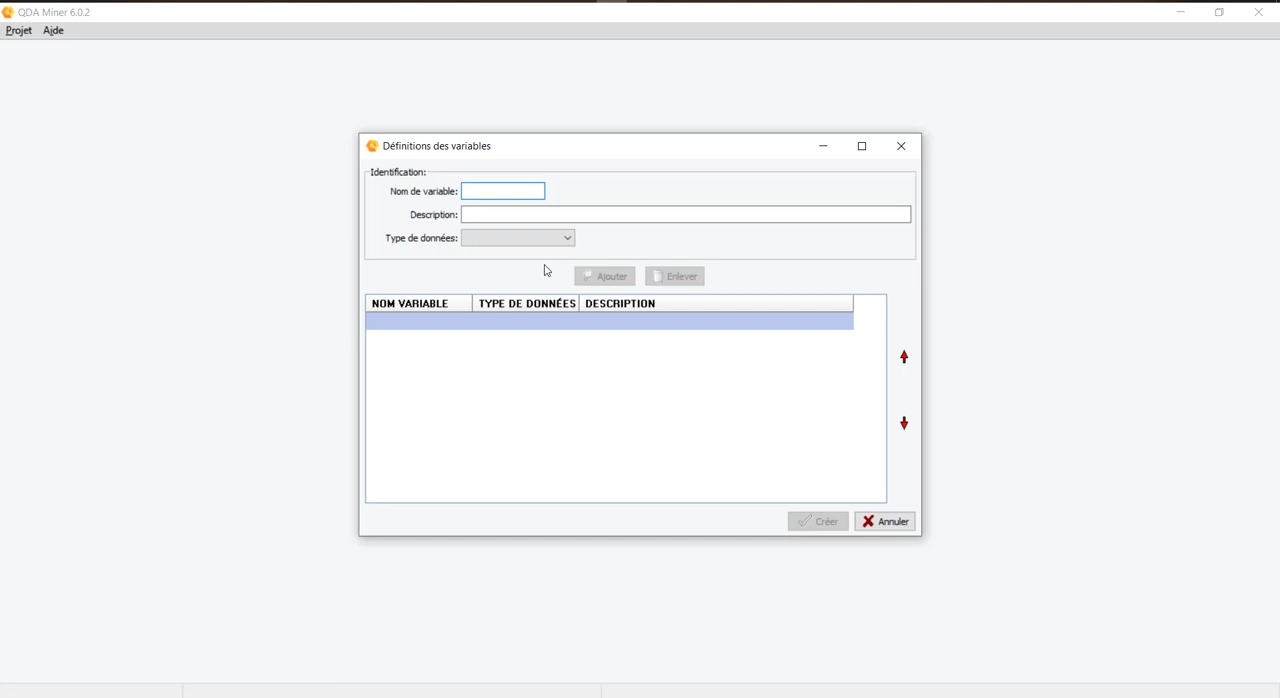 QDA Miner 6.0.2
Projet Aide
Définitions des variables
Identification:
Nom de variable:
Description:
Type de données:
Ajouter Enlever
NOM VARIABLE TYPE DE DONNÉES DESCRIPTION
Créer Annuler